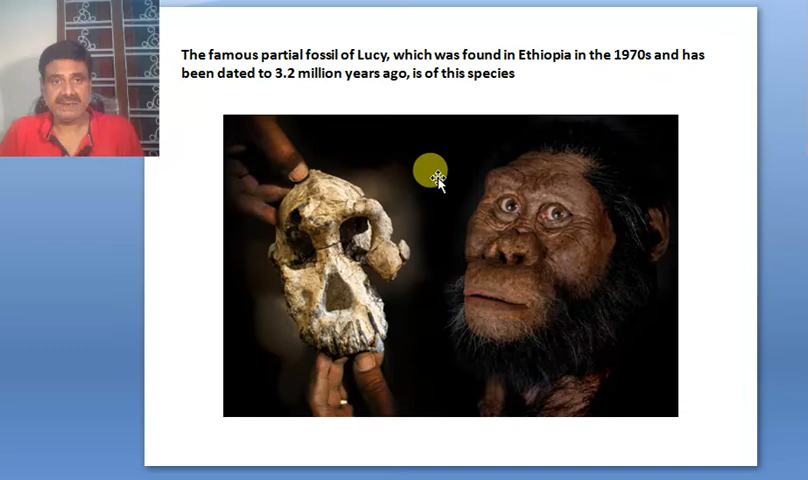 The famous partial fossil of Lucy, which was found in Ethiopia in the 1970s and has
been dated to 3.2 million years ago, is of this species